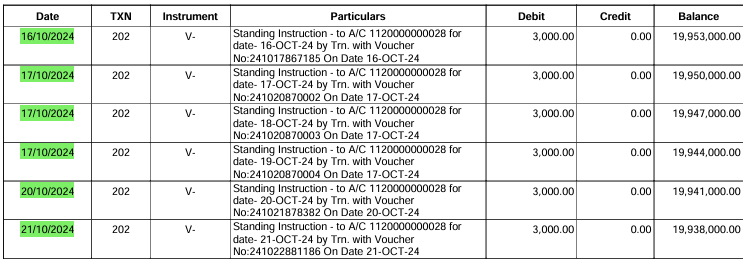 Date TXN Instrument Particulars Debit Credit Balance
16/10/2024 202 V- Standing Instruction - to A/C 1120000000028 for 3,000.00 0.00 19,953,000.00
date- 16-OCT-24 by Trn. with Voucher
No:241017867185 On Date 16-OCT-24
17/10/2024 202 V- Standing Instruction - to A/C 1120000000028 for 3,000.00 0.00 19,950,000.00
date- 17-OCT-24 by Trn. with Voucher
No:241020870002 On Date 17-OCT-24
17/10/2024 202 V- Standing Instruction - to A/C 1120000000028 for 3,000.00 0.00 19,947,000.00
date- 18-OCT-24 by Trn. with Voucher
No:241020870003 On Date 17-OCT-24
17/10/2024 202 V- Standing Instruction - to A/C 1120000000028 for 3,000.00 0.00 19,944,000.00
date- 19-OCT-24 by Trn. with Voucher
No:241020870004 On Date 17-OCT-24
20/10/2024 202 V- Standing Instruction - to A/C 1120000000028 for 3,000.00 0.00 19,941,000.00
date- 20-OCT-24 by Trn. with Voucher
No:241021878382 On Date 20-OCT-24
21/10/2024 202 V- Standing Instruction - to A/C 1120000000028 for 3,000.00 0.00 19,938,000.00
date- 21-OCT-24 by Trn. with Voucher
No:241022881186 On Date 21-OCT-24